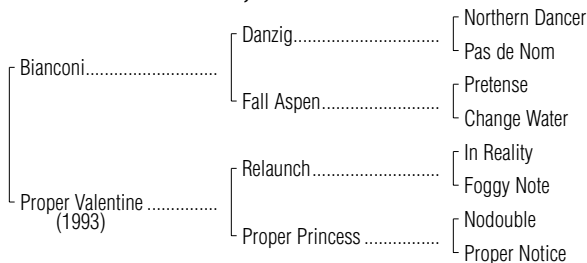 Northern Dancer
Danzig........................................
Pas de Nom
Bianconi....................................
Pretense
Fall Aspen..................................
Change Water
In Reality
Relaunch....................................
Foggy Note
Proper Valentine ...................
(1993)
Nodouble
Proper Princess ......................
Proper Notice